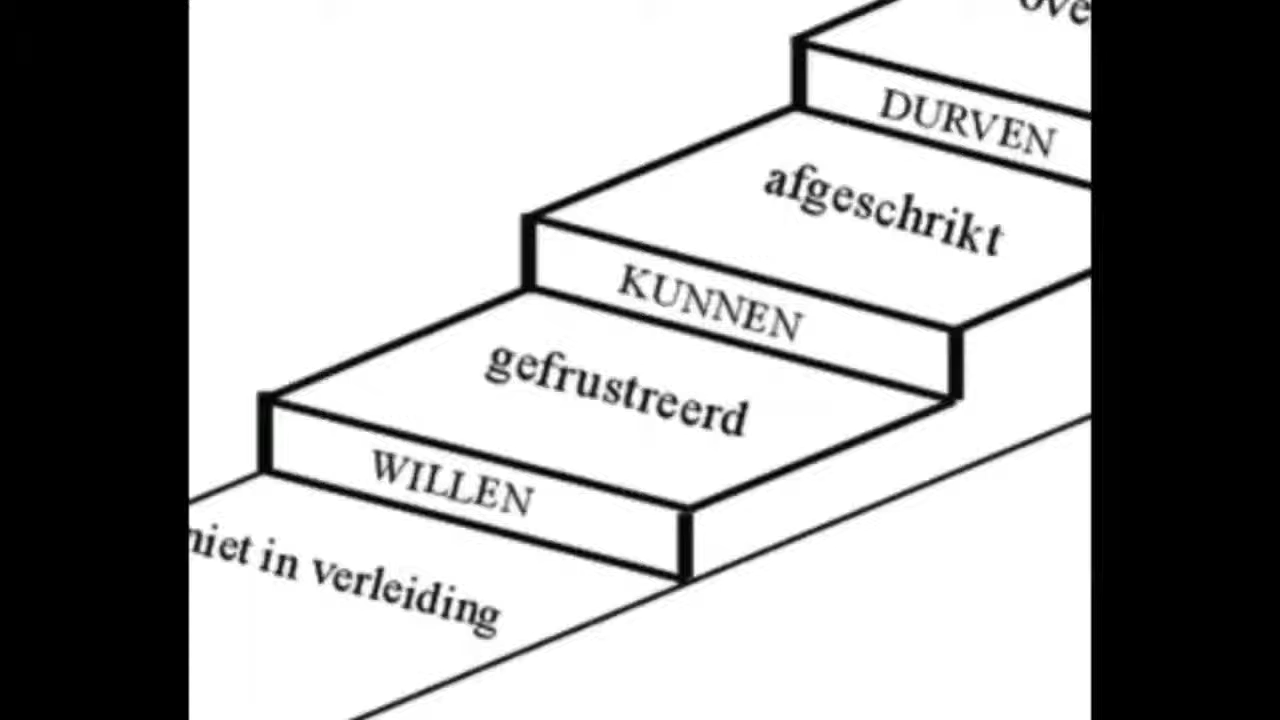 DURVEN
afgeschrikt
KUNNEN
gefrustreerd
WILLEN
niet in verleiding